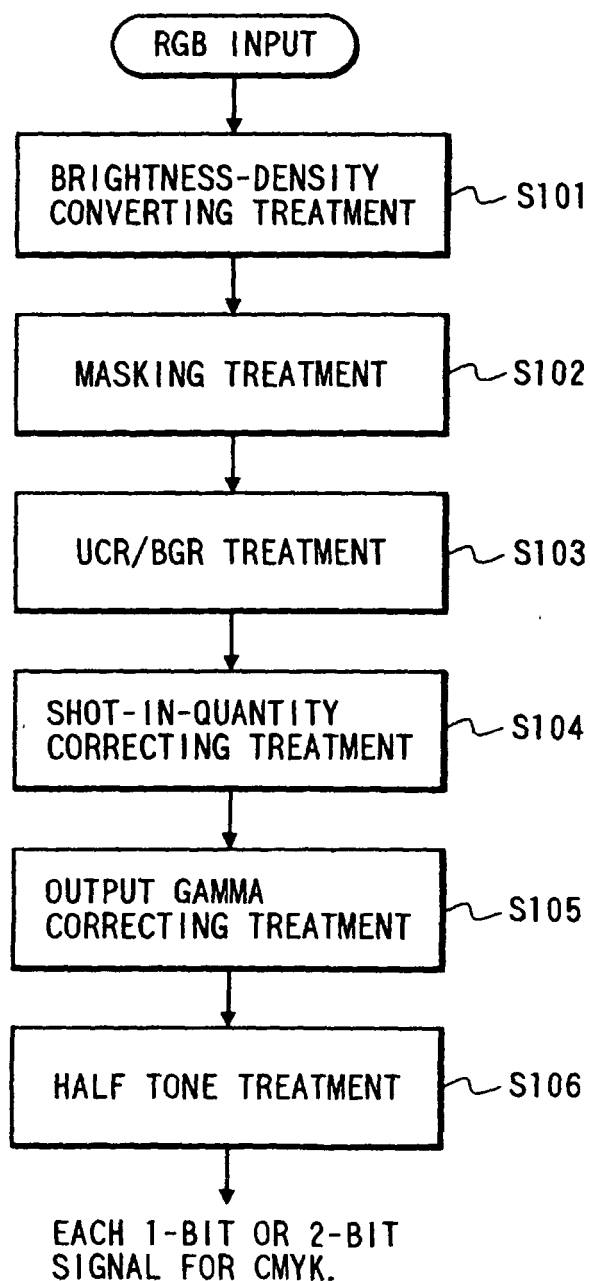 RGB INPUT
BRIGHTNESS-DENSITY
CONVERTING TREATMENT
S101
MASKING TREATMENT
S102
UCR/BGR TREATMENT
S103
SHOT-IN-QUANTITY
CORRECTING TREATMENT
S104
OUTPUT GAMMA
CORRECTING TREATMENT
S105
HALF TONE TREATMENT
S106
EACH 1-BIT OR 2-BIT
SIGNAL FOR CMYK.